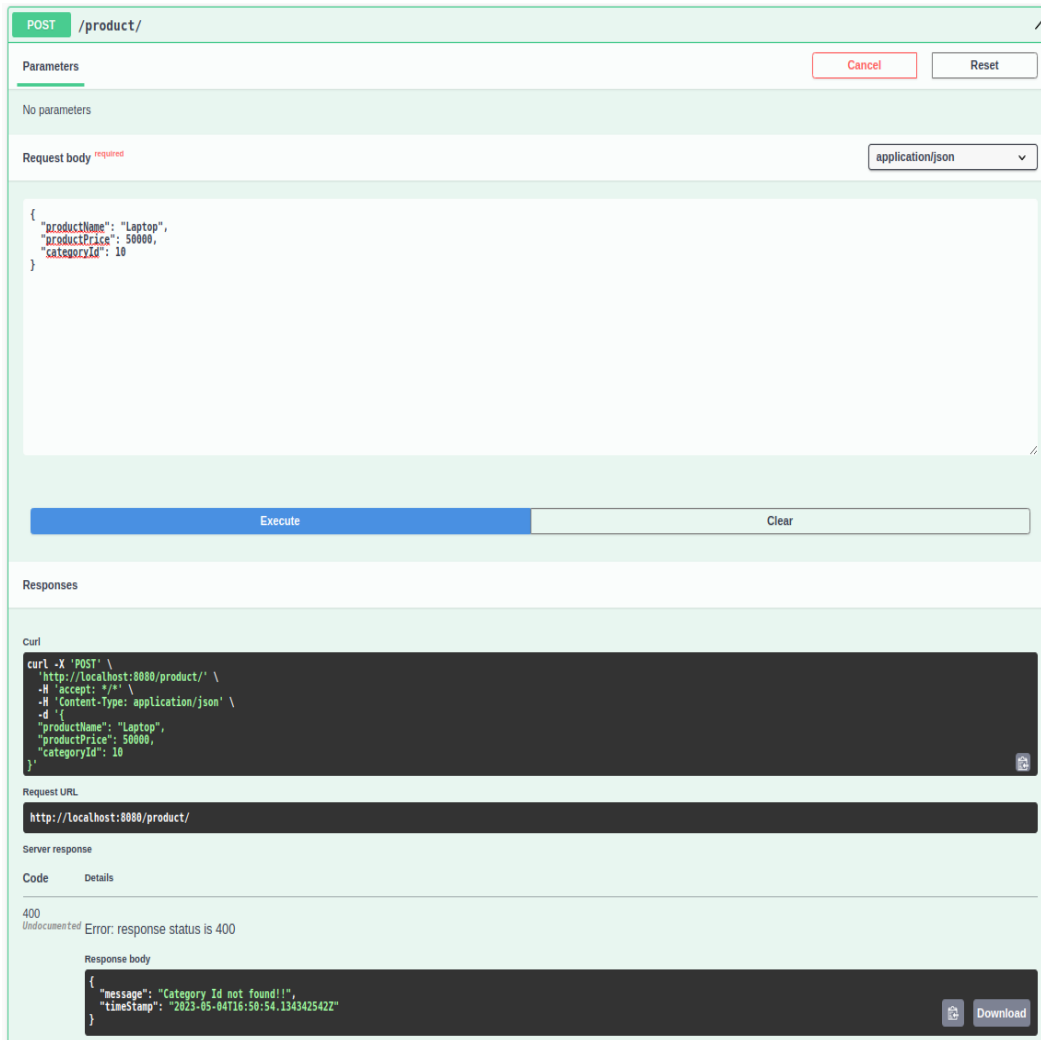 POST /product/
Parameters
Cancel
Reset
No parameters
Request body required
application/json
{
  "productName": "Laptop",
  "productPrice": 50000,
  "categoryId": 10
}
Execute
Clear
Responses
Curl
curl -X 'POST' \
  'http://localhost:8080/product/' \
  -H 'accept: */*' \
  -H 'Content-Type: application/json' \
  -d '{
  "productName": "Laptop",
  "productPrice": 50000,
  "categoryId": 10
}'
Request URL
http://localhost:8080/product/
Server response
Code Details
400
Undocumented Error: response status is 400
Response body
{
  "message": "Category Id not found!!",
  "timeStamp": "2023-05-04T16:50:54.134342542Z"
}
Download